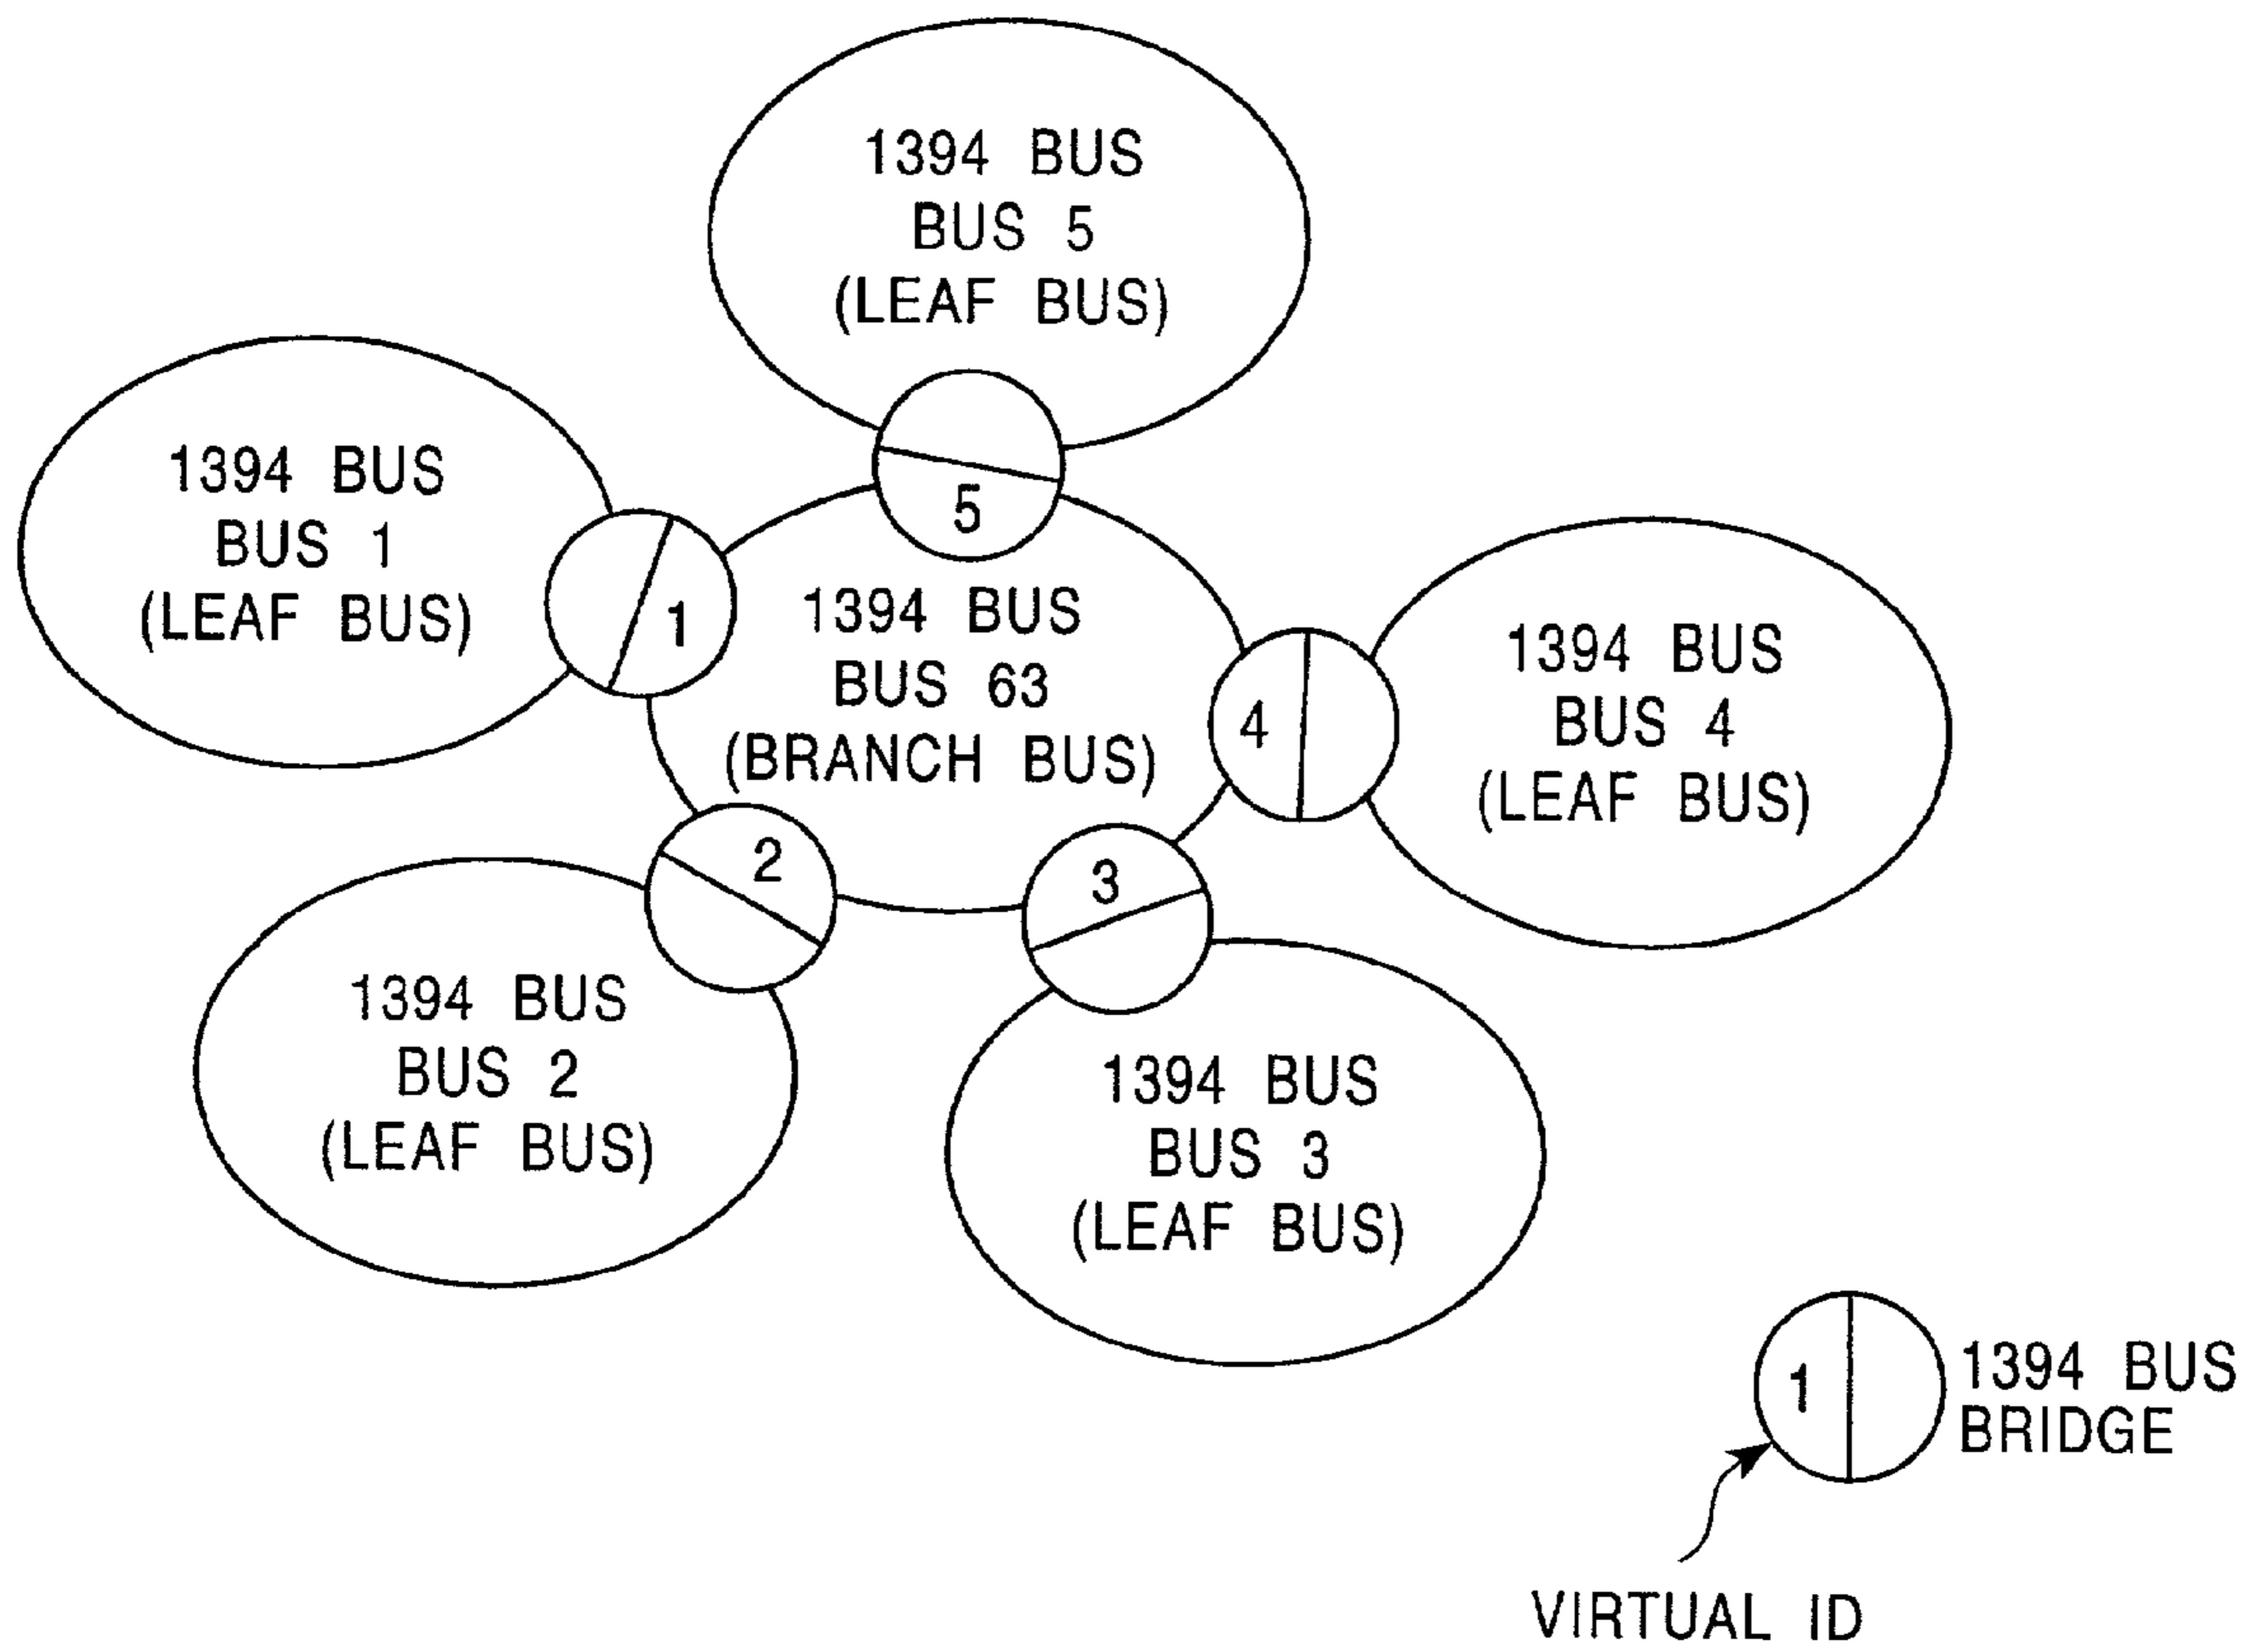 1394 BUS
BUS 5
(LEAF BUS)
1394 BUS
BUS 1
(LEAF BUS)
5
1
1394 BUS
BUS 63
(BRANCH BUS)
4
1394 BUS
BUS 4
(LEAF BUS)
2
3
1394 BUS
BUS 2
(LEAF BUS)
1394 BUS
BUS 3
(LEAF BUS)
1
1394 BUS
BRIDGE
VIRTUAL ID